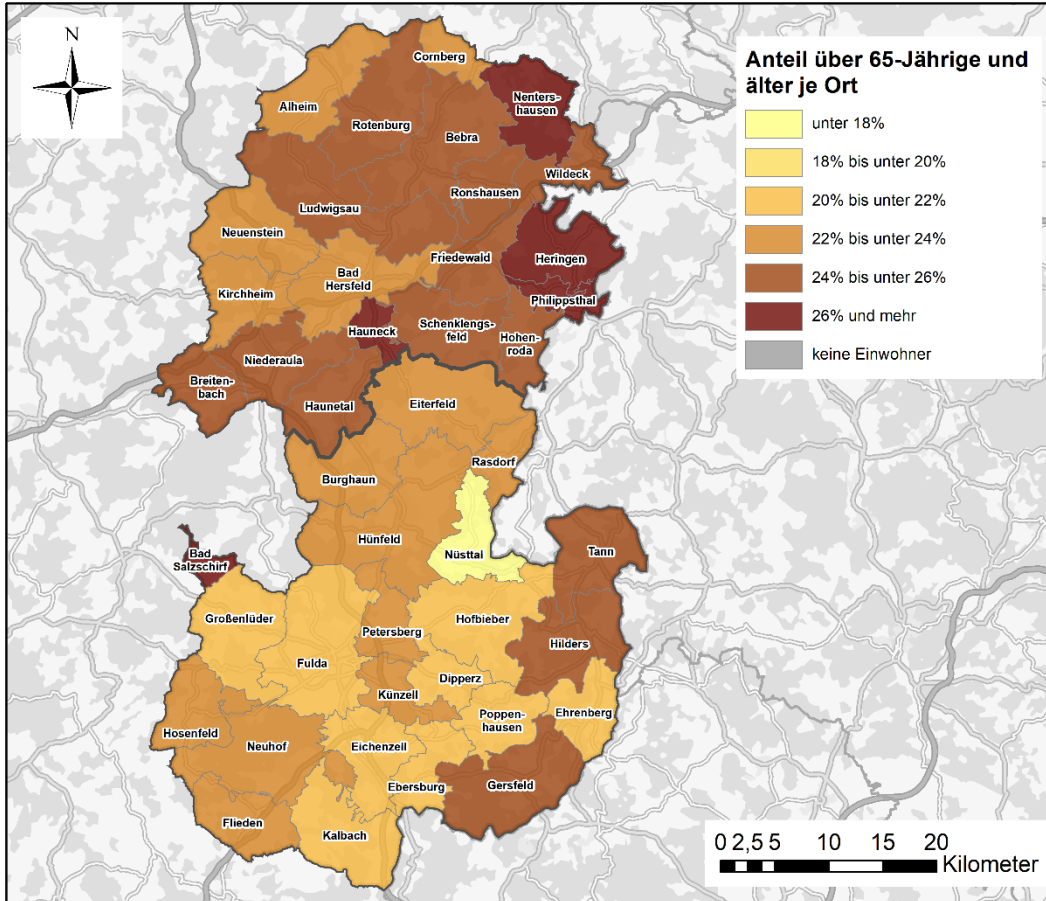 N
Anteil über 65-Jährige und
älter je Ort
unter 18%
18% bis unter 20%
20% bis unter 22%
22% bis unter 24%
24% bis unter 26%
26% und mehr
keine Einwohner
Cornberg
Alheim
Nenters-
hausen
Rotenburg
Bebra
Wildeck
Ronshausen
Ludwigsau
Neuenstein
Friedewald
Heringen
Bad
Hersfeld
Kirchheim
Philippsthal
Hauneck
Schenklengs-
feld
Hohen-
roda
Niederaula
Breiten-
bach
Haunetal
Eiterfeld
Rasdorf
Burghaun
Hünfeld
Nüsttal
Tann
Bad
Salzschirf
Großenlüder
Hofbieber
Petersberg
Hilders
Fulda
Dipperz
Künzell
Ehrenberg
Poppen-
hausen
Hosenfeld
Neuhof
Eichenzell
Ebersburg
Gersfeld
Flieden
Kalbach
0 2,5 5 10 15 20
Kilometer